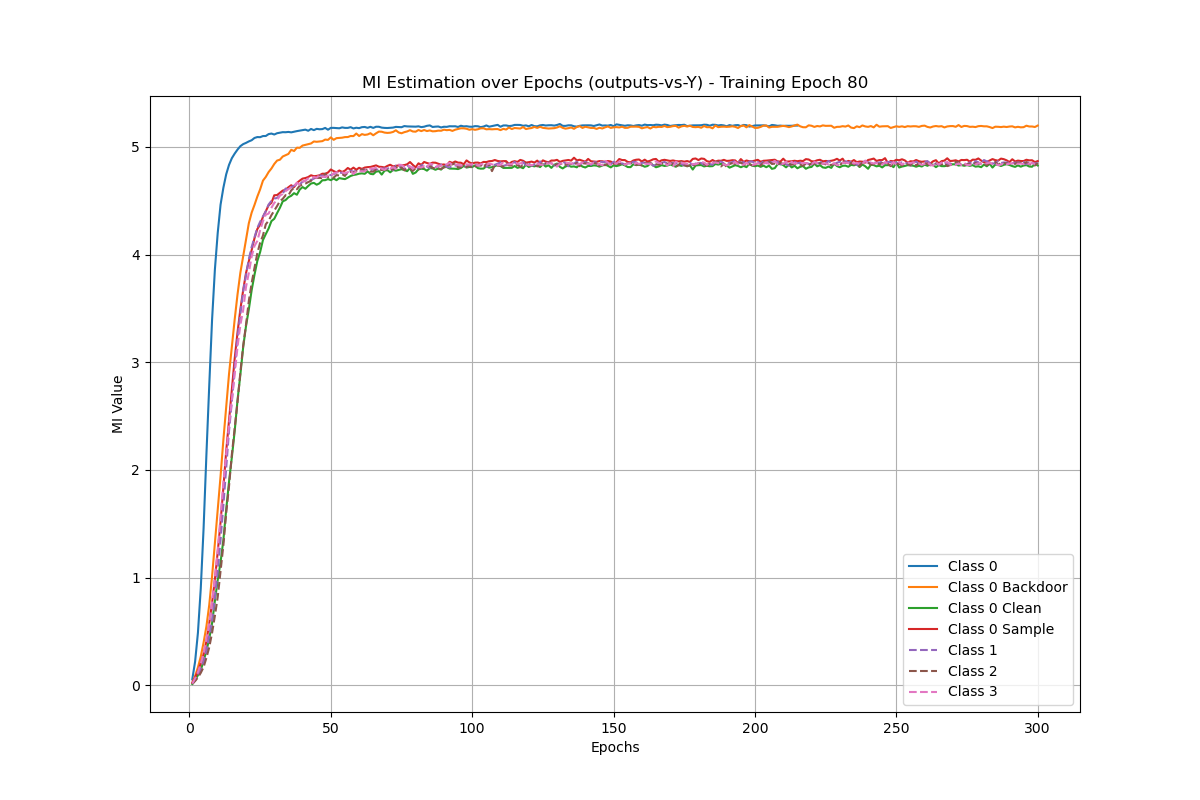 MI Estimation over Epochs (outputs-vs-Y) - Training Epoch 80
MI Value
5
4
3
2
1
0
0 50 100 150 200 250 300
Epochs
Class 0
Class 0 Backdoor
Class 0 Clean
Class 0 Sample
Class 1
Class 2
Class 3